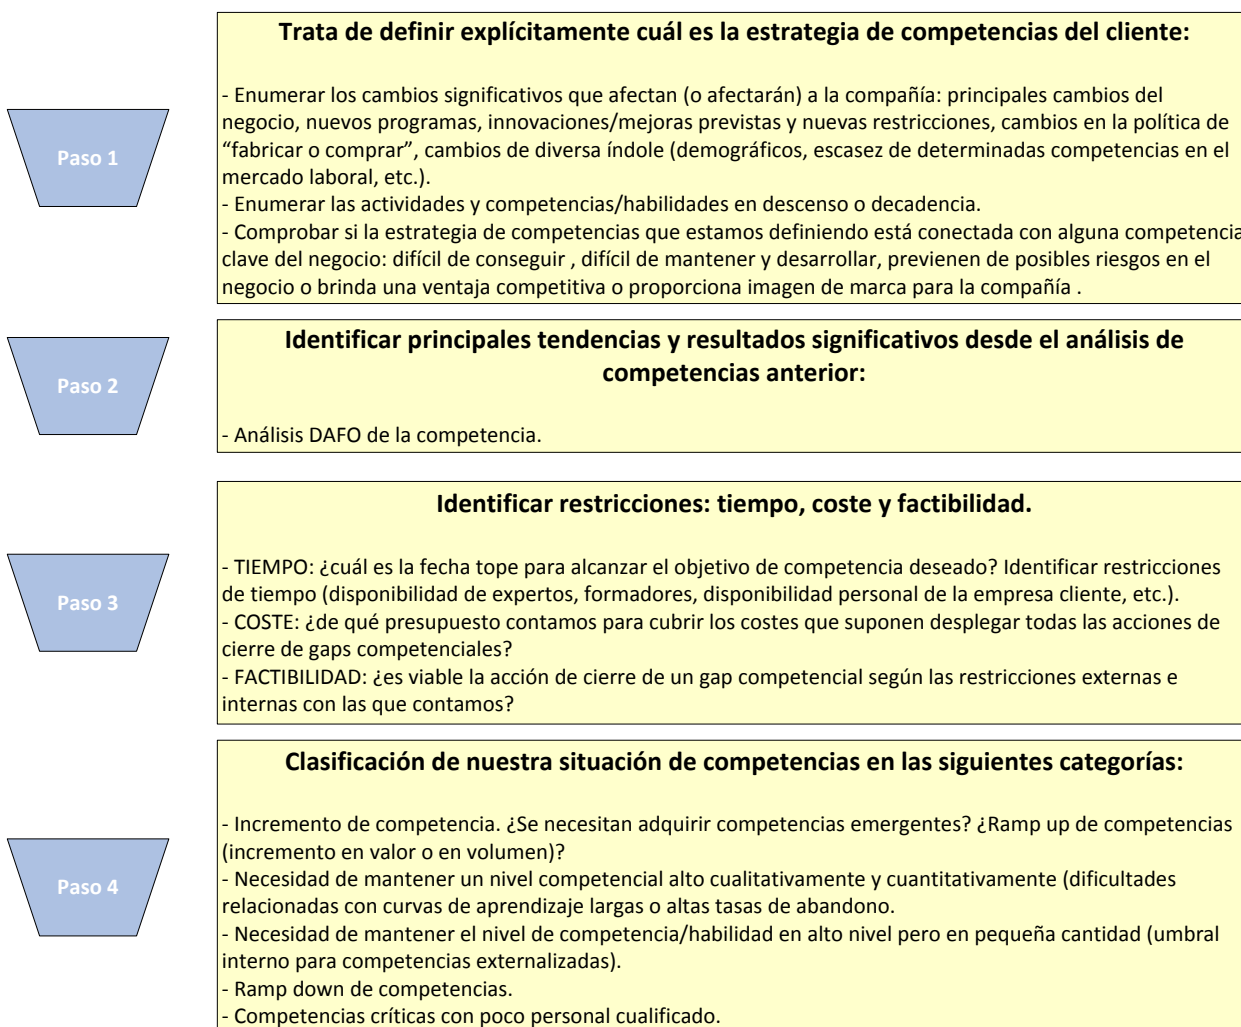 Trata de definir explícitamente cuál es la estrategia de competencias del cliente:
Paso 1
- Enumerar los cambios significativos que afectan (o afectarán) a la compañía: principales cambios del
negocio, nuevos programas, innovaciones/mejoras previstas y nuevas restricciones, cambios en la política de
“fabricar o comprar”, cambios de diversa índole (demográficos, escasez de determinadas competencias en el
mercado laboral, etc.).
- Enumerar las actividades y competencias/habilidades en descenso o decadencia.
- Comprobar si la estrategia de competencias que estamos definiendo está conectada con alguna competencia
clave del negocio: difícil de conseguir , difícil de mantener y desarrollar, previenen de posibles riesgos en el
negocio o brinda una ventaja competitiva o proporciona imagen de marca para la compañía .
Paso 2
Identificar principales tendencias y resultados significativos desde el análisis de
competencias anterior:
- Análisis DAFO de la competencia.
Paso 3
Identificar restricciones: tiempo, coste y factibilidad.
- TIEMPO: ¿cuál es la fecha tope para alcanzar el objetivo de competencia deseado? Identificar restricciones
de tiempo (disponibilidad de expertos, formadores, disponibilidad personal de la empresa cliente, etc.).
- COSTE: ¿de qué presupuesto contamos para cubrir los costes que suponen desplegar todas las acciones de
cierre de gaps competenciales?
- FACTIBILIDAD: ¿es viable la acción de cierre de un gap competencial según las restricciones externas e
internas con las que contamos?
Paso 4
Clasificación de nuestra situación de competencias en las siguientes categorías:
- Incremento de competencia. ¿Se necesitan adquirir competencias emergentes? ¿Ramp up de competencias
(incremento en valor o en volumen)?
- Necesidad de mantener un nivel competencial alto cualitativamente y cuantitativamente (dificultades
relacionadas con curvas de aprendizaje largas o altas tasas de abandono.
- Necesidad de mantener el nivel de competencia/habilidad en alto nivel pero en pequeña cantidad (umbral
interno para competencias externalizadas).
- Ramp down de competencias.
- Competencias críticas con poco personal cualificado.